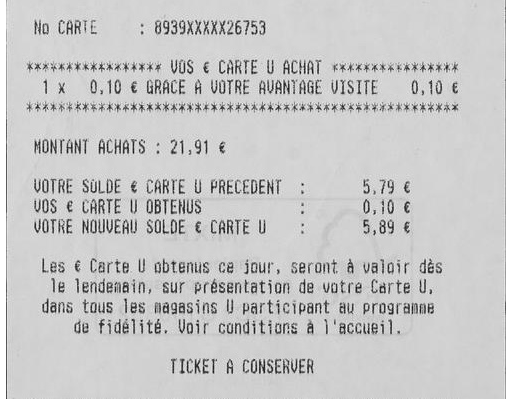 No CARTE : 8939XXXXX26753
***************** VOS € CARTE U ACHAT ****************
1 x 0,10 € GRACE A VOTRE AVANTAGE VISITE 0,10 €
******************************************************
MONTANT ACHATS : 21,91 €
VOTRE SOLDE € CARTE U PRECEDENT : 5,79 €
VOS € CARTE U OBTENUS : 0,10 €
VOTRE NOUVEAU SOLDE € CARTE U : 5,89 €
Les € Carte U obtenus ce jour, seront à valoir dès
le lendemain, sur présentation de votre Carte U,
dans tous les magasins U participant au programme
de fidélité. Voir conditions à l'accueil.
TICKET A CONSERVER